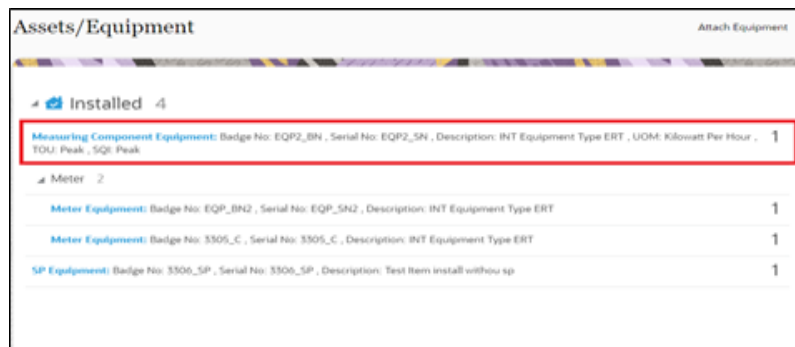 Assets/Equipment
Attach Equipment
Installed 4
Measuring Component Equipment: Badge No: EQP2_BN , Serial No: EQP2_SN , Description: INT Equipment Type ERT , UOM: Kilowatt Per Hour , 1
TOU: Peak , SQI: Peak
Meter 2
Meter Equipment: Badge No: EQP_BN2 , Serial No: EQP_SN2 , Description: INT Equipment Type ERT 1
Meter Equipment: Badge No: 3305_C , Serial No: 3305_C , Description: INT Equipment Type ERT 1
SP Equipment: Badge No: 3306_SP , Serial No: 3306_SP , Description: Test Item install withou sp 1